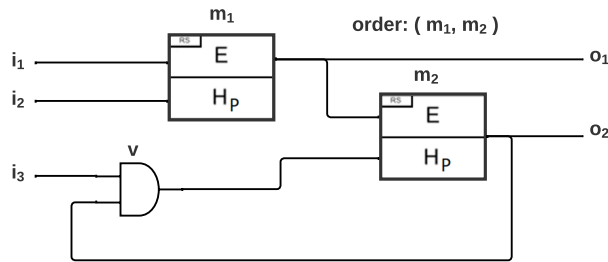 m₁
order: ( m₁, m₂ )
i₁
RS
E
o₁
i₂
H_P
m₂
RS
E
o₂
H_P
v
i₃